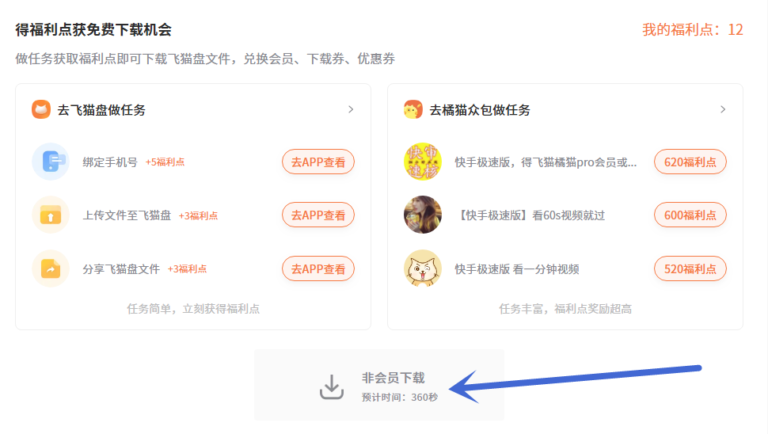 得福利点获免费下载机会
我的福利点：12
做任务获取福利点即可下载飞猫盘文件，兑换会员、下载券、优惠券
去飞猫盘做任务
绑定手机号 +5福利点 去APP查看
上传文件至飞猫盘 +3福利点 去APP查看
分享飞猫盘文件 +3福利点 去APP查看
任务简单，立刻获得福利点
去橘猫众包做任务
快手极速版，得飞猫橘猫pro会员或... 620福利点
【快手极速版】看60s视频就过 600福利点
快手极速版 看一分钟视频 520福利点
任务丰富，福利点奖励超高
非会员下载
预计时间：360秒